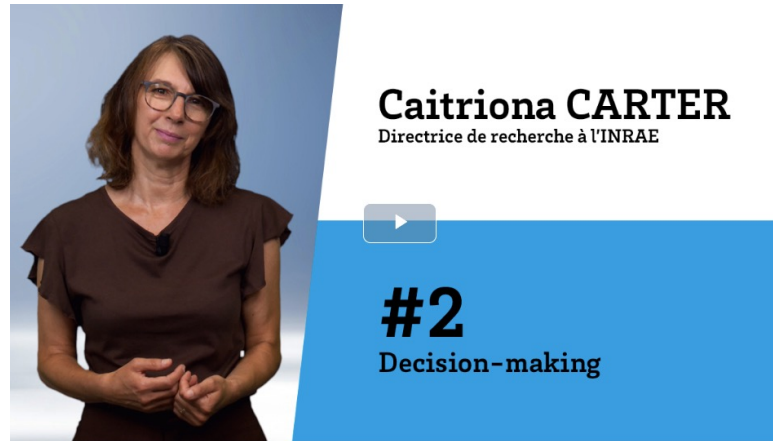 Caitriona CARTER
Directrice de recherche à l'INRAE
#2
Decision-making